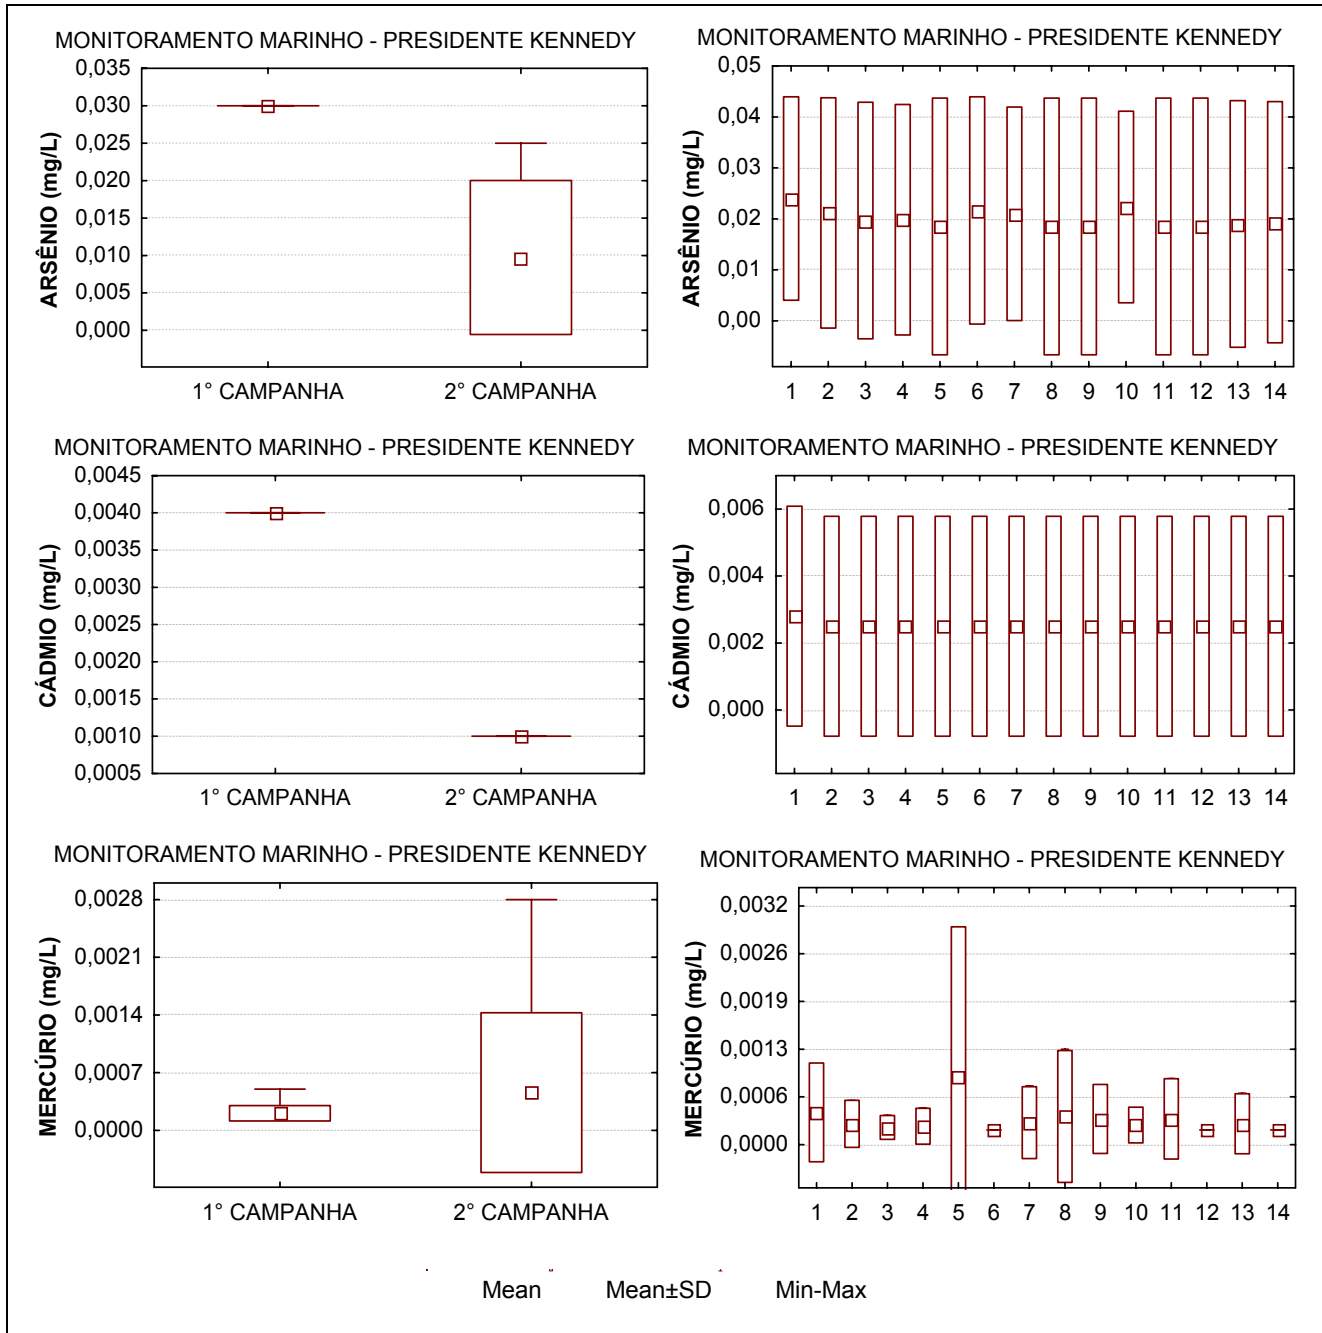 MONITORAMENTO MARINHO - PRESIDENTE KENNEDY
ARSÊNIO (mg/L)
0,035
0,030
0,025
0,020
0,015
0,010
0,005
0,000
1° CAMPANHA 2° CAMPANHA
MONITORAMENTO MARINHO - PRESIDENTE KENNEDY
ARSÊNIO (mg/L)
0,05
0,04
0,03
0,02
0,01
0,00
1 2 3 4 5 6 7 8 9 10 11 12 13 14
MONITORAMENTO MARINHO - PRESIDENTE KENNEDY
CÁDMIO (mg/L)
0,0045
0,0040
0,0035
0,0030
0,0025
0,0020
0,0015
0,0010
0,0005
1° CAMPANHA 2° CAMPANHA
MONITORAMENTO MARINHO - PRESIDENTE KENNEDY
CÁDMIO (mg/L)
0,006
0,004
0,002
0,000
1 2 3 4 5 6 7 8 9 10 11 12 13 14
MONITORAMENTO MARINHO - PRESIDENTE KENNEDY
MERCÚRIO (mg/L)
0,0028
0,0021
0,0014
0,0007
0,0000
1° CAMPANHA 2° CAMPANHA
MONITORAMENTO MARINHO - PRESIDENTE KENNEDY
MERCÚRIO (mg/L)
0,0032
0,0026
0,0019
0,0013
0,0006
0,0000
1 2 3 4 5 6 7 8 9 10 11 12 13 14
Mean Mean±SD Min-Max